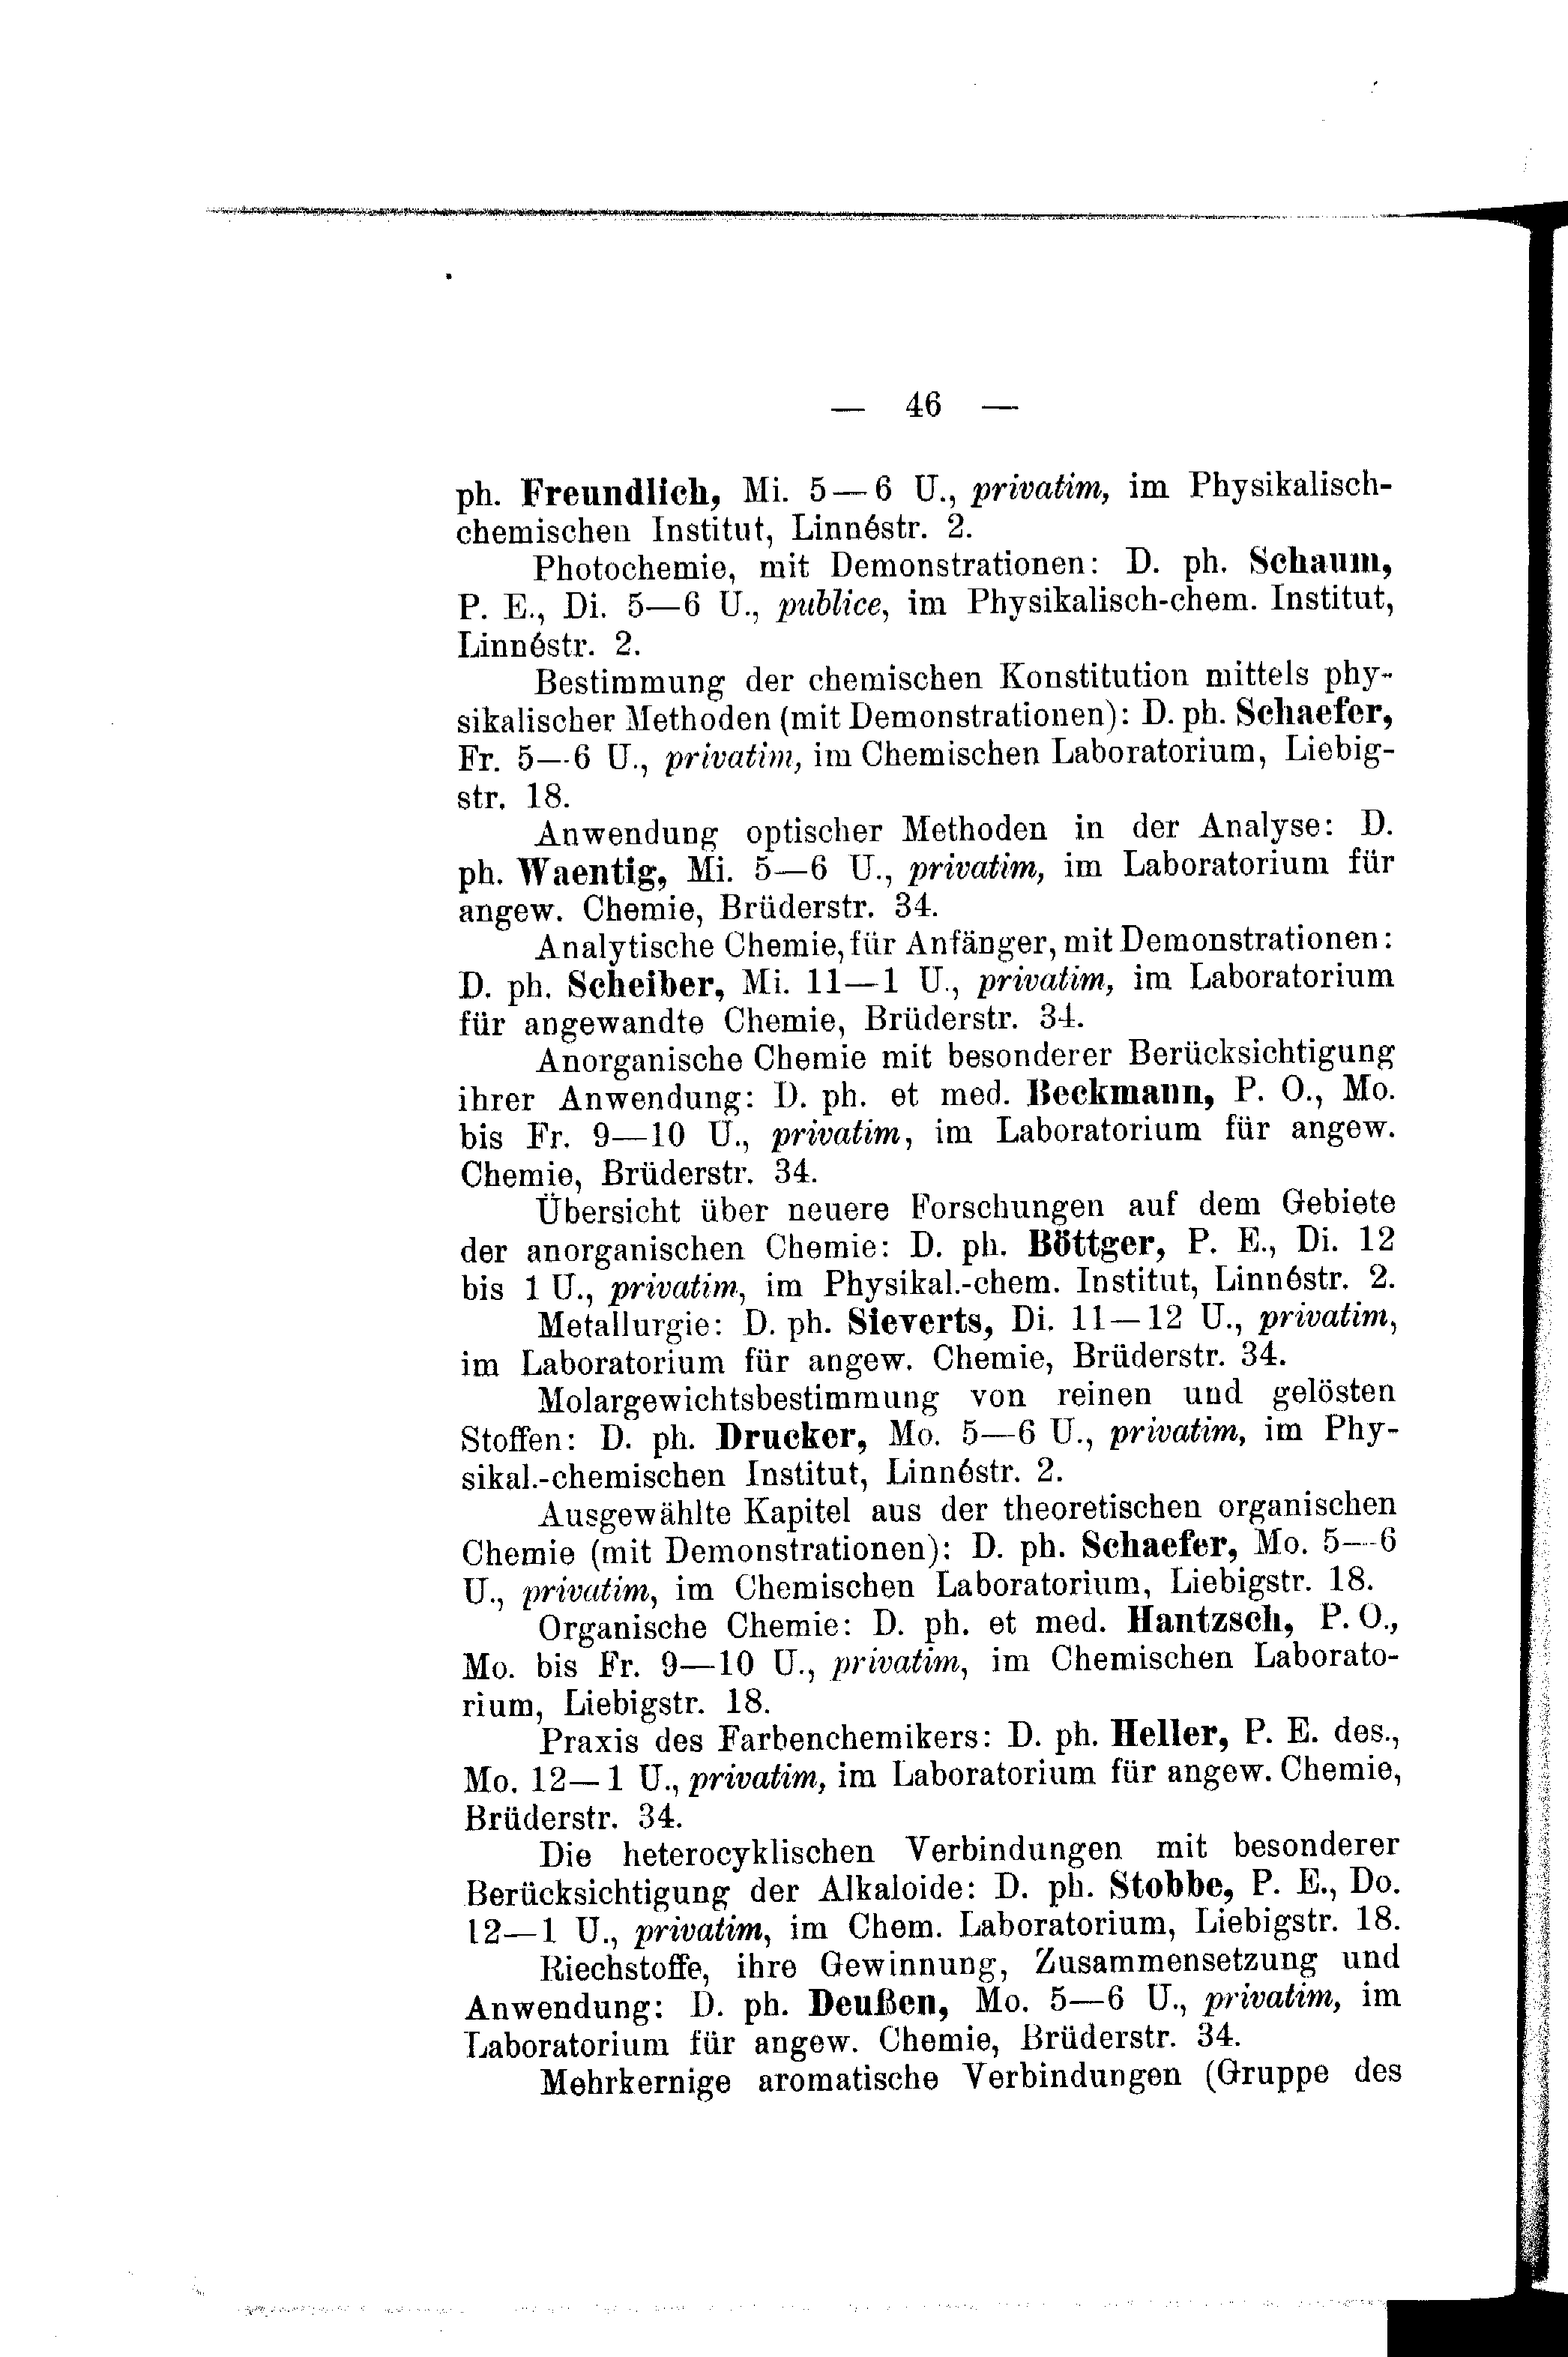 — 46 —
ph. Freundlich, Mi. 5—6 U., privatim, im Physikalisch-
chemischen Institut, Linnéstr. 2.
Photochemie, mit Demonstrationen: D. ph. Schaum,
P. E., Di. 5—6 U., publice, im Physikalisch-chem. Institut,
Linnéstr. 2.
Bestimmung der chemischen Konstitution mittels phy-
sikalischer Methoden (mit Demonstrationen): D. ph. Schaefer,
Fr. 5—6 U., privatim, im Chemischen Laboratorium, Liebig-
str. 18.
Anwendung optischer Methoden in der Analyse: D.
ph. Waentig, Mi. 5—6 U., privatim, im Laboratorium für
angew. Chemie, Brüderstr. 34.
Analytische Chemie, für Anfänger, mit Demonstrationen:
D. ph. Scheiber, Mi. 11—1 U., privatim, im Laboratorium
für angewandte Chemie, Brüderstr. 34.
Anorganische Chemie mit besonderer Berücksichtigung
ihrer Anwendung: D. ph. et med. Beckmann, P. O., Mo.
bis Fr. 9—10 U., privatim, im Laboratorium für angew.
Chemie, Brüderstr. 34.
Übersicht über neuere Forschungen auf dem Gebiete
der anorganischen Chemie: D. ph. Böttger, P. E., Di. 12
bis 1 U., privatim, im Physikal.-chem. Institut, Linnéstr. 2.
Metallurgie: D. ph. Sieverts, Di. 11—12 U., privatim,
im Laboratorium für angew. Chemie, Brüderstr. 34.
Molargewichtsbestimmung von reinen und gelösten
Stoffen: D. ph. Drucker, Mo. 5—6 U., privatim, im Phy-
sikal.-chemischen Institut, Linnéstr. 2.
Ausgewählte Kapitel aus der theoretischen organischen
Chemie (mit Demonstrationen): D. ph. Schaefer, Mo. 5—6
U., privatim, im Chemischen Laboratorium, Liebigstr. 18.
Organische Chemie: D. ph. et med. Hantzsch, P. O.,
Mo. bis Fr. 9—10 U., privatim, im Chemischen Laborato-
rium, Liebigstr. 18.
Praxis des Farbenchemikers: D. ph. Heller, P. E. des.,
Mo. 12—1 U., privatim, im Laboratorium für angew. Chemie,
Brüderstr. 34.
Die heterocyklischen Verbindungen mit besonderer
Berücksichtigung der Alkaloide: D. ph. Stobbe, P. E., Do.
12—1 U., privatim, im Chem. Laboratorium, Liebigstr. 18.
Riechstoffe, ihre Gewinnung, Zusammensetzung und
Anwendung: D. ph. Deußen, Mo. 5—6 U., privatim, im
Laboratorium für angew. Chemie, Brüderstr. 34.
Mehrkernige aromatische Verbindungen (Gruppe des